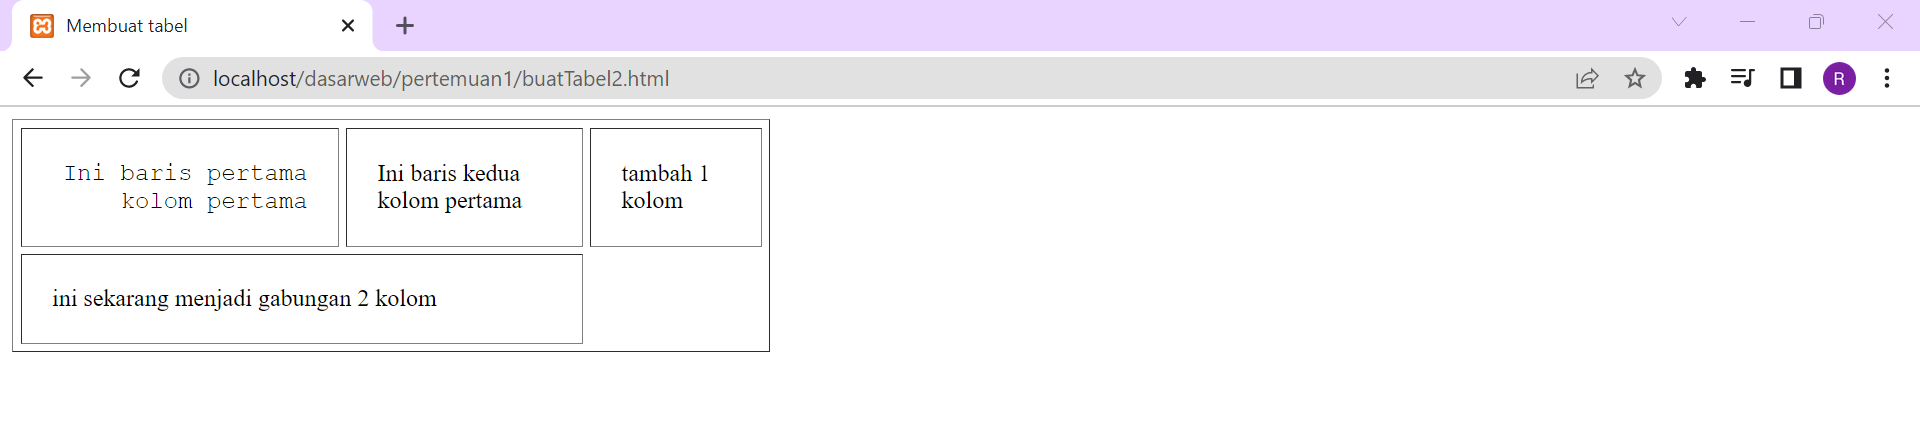 Membuat tabel
localhost/dasarweb/pertemuan1/buatTabel2.html
R
Ini baris pertama
kolom pertama
Ini baris kedua
kolom pertama
tambah 1
kolom
ini sekarang menjadi gabungan 2 kolom